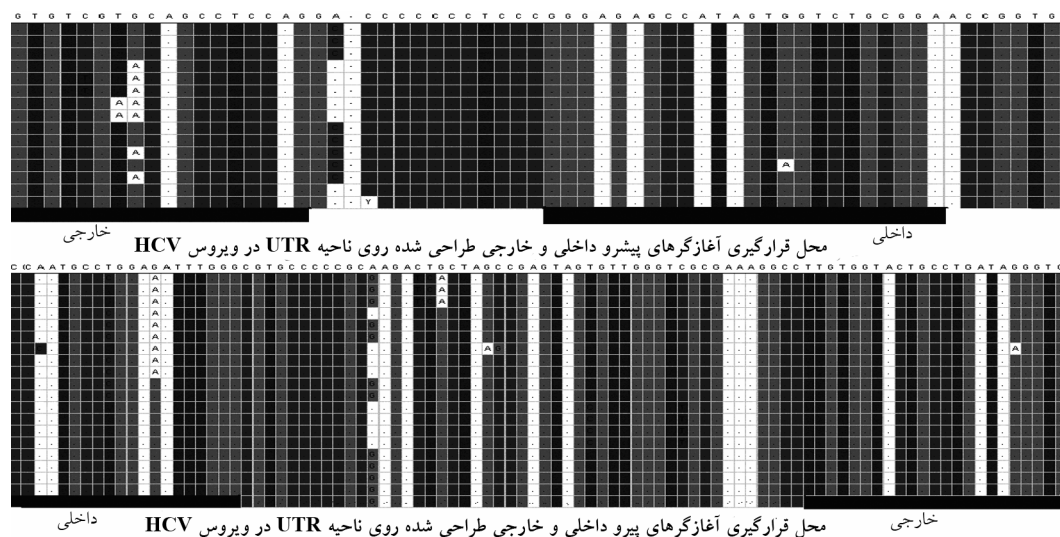 G T G T C G T G C A G C C T C C A G G A - C C C C C C C T C C C G G G A G A G C C A T A G T G G T C T G C G G A A C C G G T G
A
A
A
A A
A A
A
A
A
Y
خارجی داخلی
محل قرارگیری آغازگرهای پیشرو داخلی و خارجی طراحی شده روی ناحیه UTR در ویروس HCV
C C A A T G C C T G G A G A T T T G G G C G T G C C C C C G C A A G A C T G C T A G C C G A G T A G T G T T G G G T C G C G A A A G G C C T T G T G G T A C T G C C T G A T A G G G T G
A G A
A G A
A G A
A
A G
A G
A A G A
A
A
G
G
G
G
G
G
داخلی خارجی
محل قرارگیری آغازگرهای پیرو داخلی و خارجی طراحی شده روی ناحیه UTR در ویروس HCV